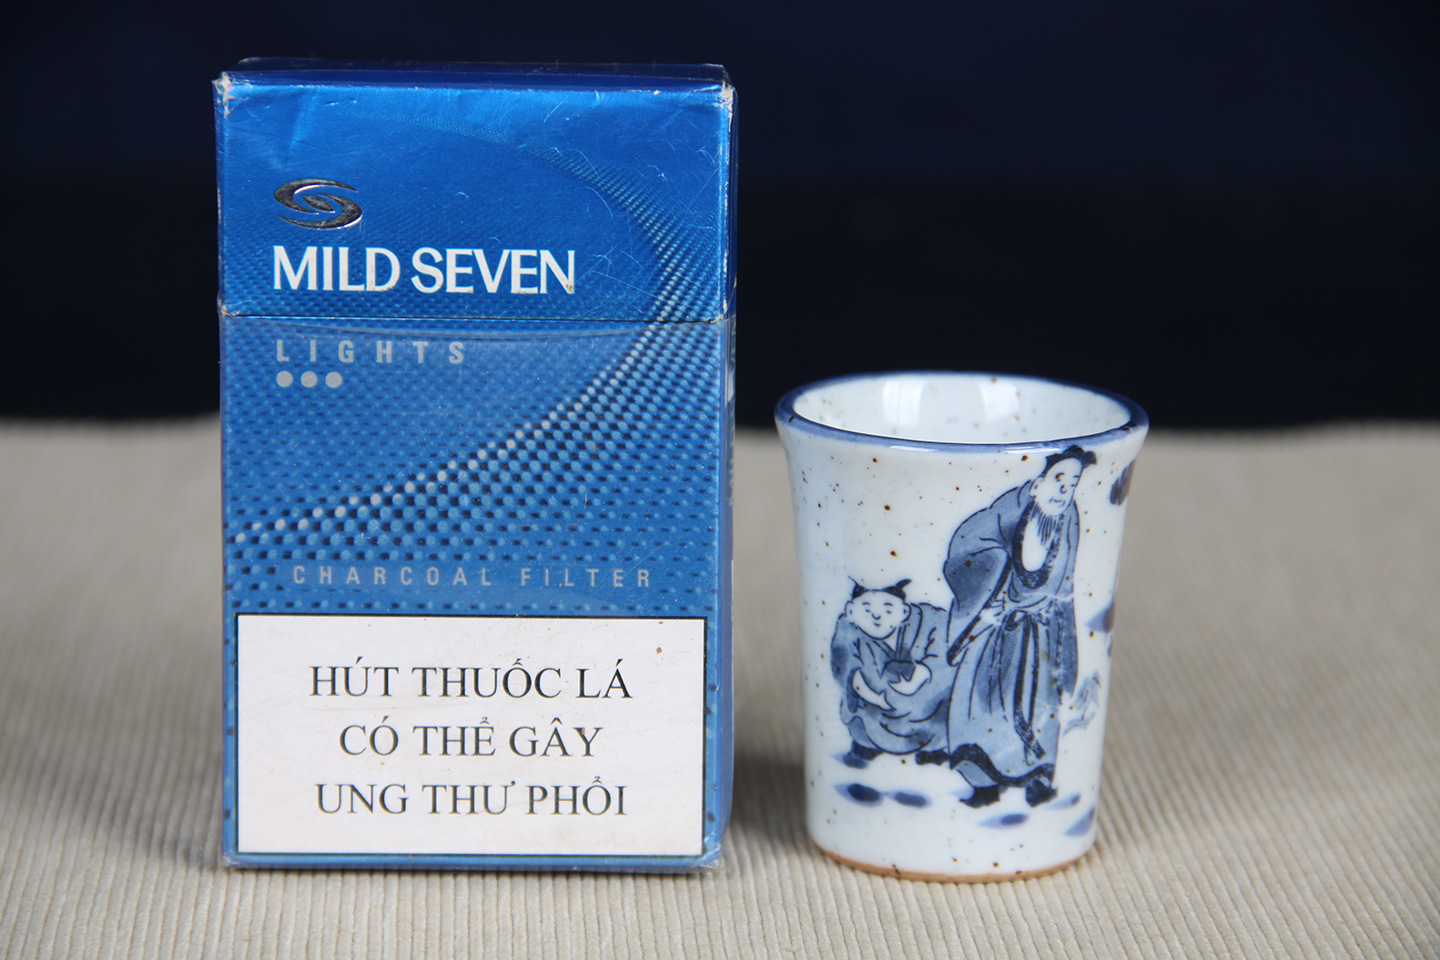 MILD SEVEN
LIGHTS
CHARCOAL FILTER
HÚT THUỐC LÁ
CÓ THỂ GÂY
UNG THƯ PHỔI